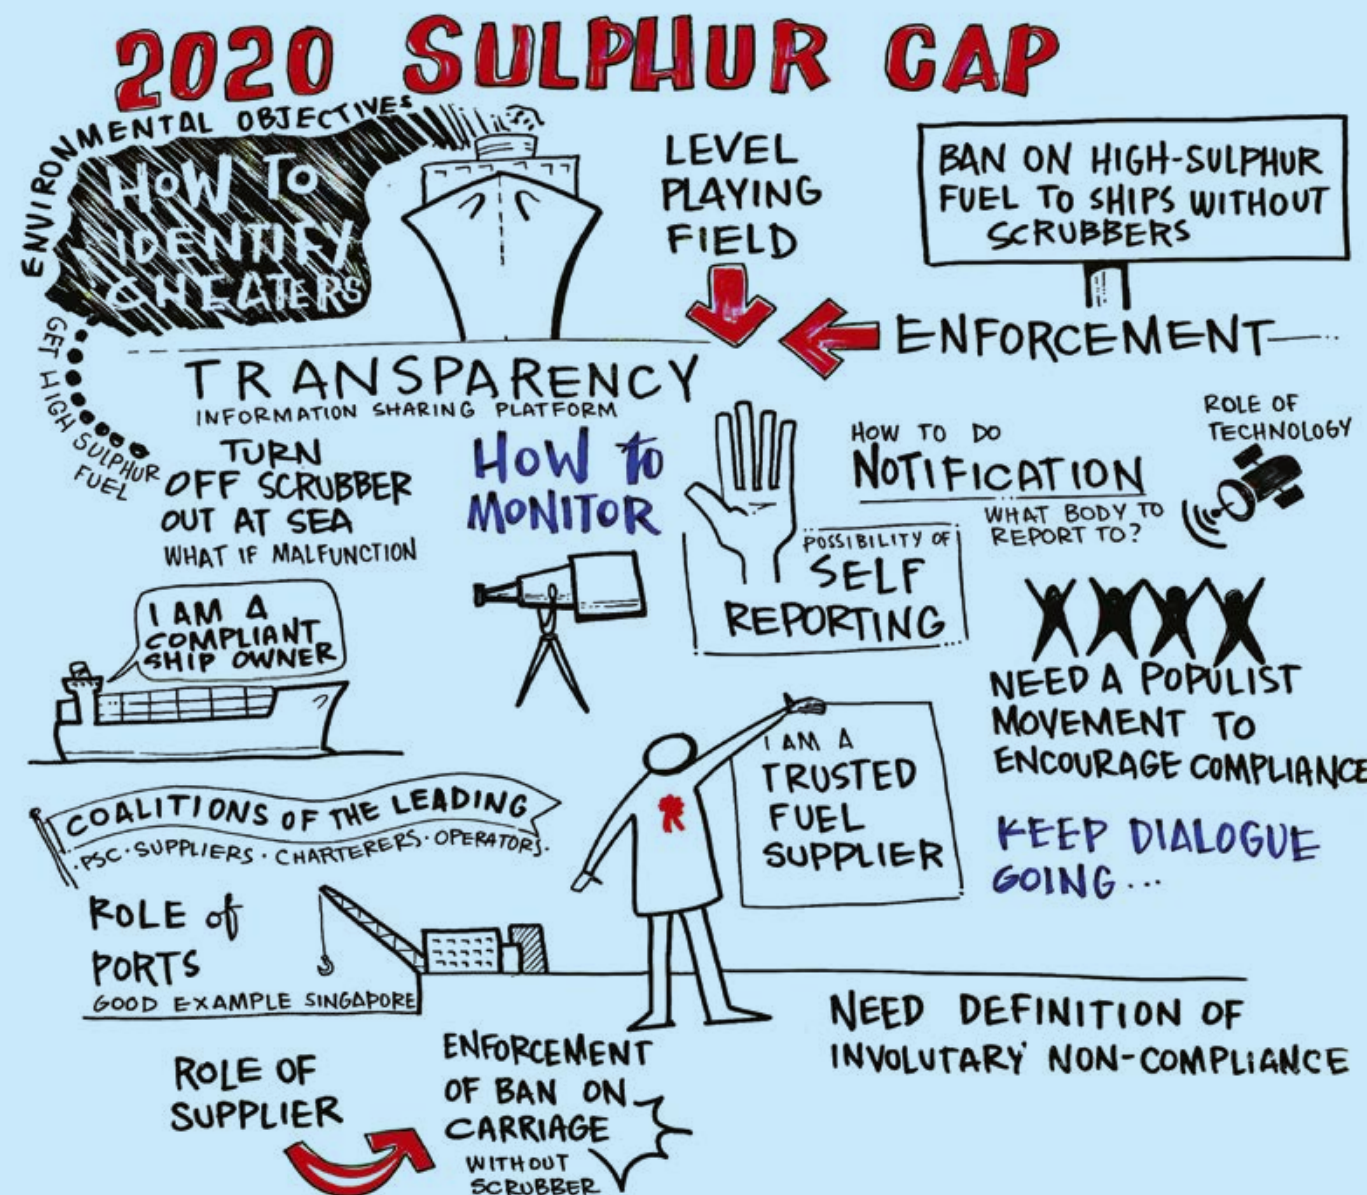 2020 SULPHUR CAP
ENVIRONMENTAL OBJECTIVES
HOW TO
IDENTIFY
CHEATERS
GET HIGH SULPHUR
FUEL
LEVEL
PLAYING
FIELD
BAN ON HIGH-SULPHUR
FUEL TO SHIPS WITHOUT
SCRUBBERS
ENFORCEMENT
TRANSPARENCY
INFORMATION SHARING PLATFORM
TURN
OFF SCRUBBER
OUT AT SEA
WHAT IF MALFUNCTION
HOW to
MONITOR
HOW TO DO
NOTIFICATION
WHAT BODY TO
REPORT TO?
ROLE OF
TECHNOLOGY
POSSIBILITY OF
SELF
REPORTING
I AM A
COMPLIANT
SHIP OWNER
NEED A POPULIST
MOVEMENT TO
ENCOURAGE COMPLIANCE
KEEP DIALOGUE
GOING...
I AM A
TRUSTED
FUEL
SUPPLIER
COALITIONS OF THE LEADING
·PSC·SUPPLIERS·CHARTERERS·OPERATORS·
ROLE of
PORTS
GOOD EXAMPLE SINGAPORE
NEED DEFINITION OF
INVOLUTARY NON-COMPLIANCE
ROLE OF
SUPPLIER
ENFORCEMENT
OF BAN ON
CARRIAGE
WITHOUT
SCRUBBER